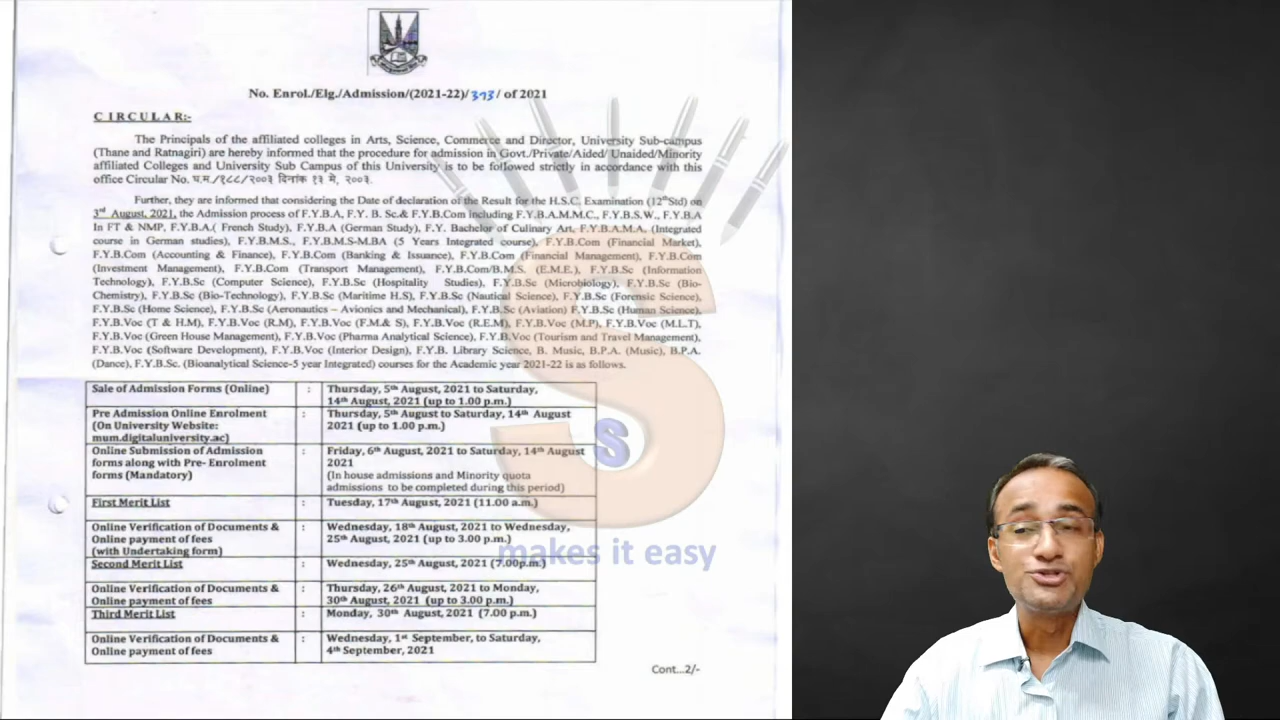 No. Enrol./Elg./Admission/(2021-22)/373/ of 2021
CIRCULAR:-
The Principals of the affiliated colleges in Arts, Science, Commerce and Director, University Sub-campus
(Thane and Ratnagiri) are hereby informed that the procedure for admission in Govt./Private/Aided/ Unaided/Minority
affiliated Colleges and University Sub Campus of this University is to be followed strictly in accordance with this
office Circular No. प.म./१८८/२००३ दिनांक १३ मे, २००३.
Further, they are informed that considering the Date of declaration of the Result for the H.S.C. Examination (12thStd) on
3rd August, 2021, the Admission process of F.Y.B.A, F.Y. B. Sc.& F.Y.B.Com including F.Y.B.A.M.M.C., F.Y.B.S.W., F.Y.B.A
In FT & NMP, F.Y.B.A.( French Study), F.Y.B.A (German Study), F.Y. Bachelor of Culinary Art, F.Y.B.A.M.A. (Integrated
course in German studies), F.Y.B.M.S., F.Y.B.M.S-M.BA (5 Years Integrated course), F.Y.B.Com (Financial Market),
F.Y.B.Com (Accounting & Finance), F.Y.B.Com (Banking & Issuance), F.Y.B.Com (Financial Management), F.Y.B.Com
(Investment Management), F.Y.B.Com (Transport Management), F.Y.B.Com/B.M.S. (E.M.E.), F.Y.B.Sc (Information
Technology), F.Y.B.Sc (Computer Science), F.Y.B.Sc (Hospitality Studies), F.Y.B.Sc (Microbiology), F.Y.B.Sc (Bio-
Chemistry), F.Y.B.Sc (Bio-Technology), F.Y.B.Sc (Maritime H.S), F.Y.B.Sc (Nautical Science), F.Y.B.Sc (Forensic Science),
F.Y.B.Sc (Home Science), F.Y.B.Sc (Aeronautics – Avionics and Mechanical), F.Y.B.Sc (Aviation) F.Y.B.Sc (Human Science),
F.Y.B.Voc (T & H.M), F.Y.B.Voc (R.M), F.Y.B.Voc (F.M.& S), F.Y.B.Voc (R.E.M), F.Y.B.Voc (M.P), F.Y.B.Voc (M.L.T),
F.Y.B.Voc (Green House Management), F.Y.B.Voc (Pharma Analytical Science), F.Y.B.Voc (Tourism and Travel Management),
F.Y.B.Voc (Software Development), F.Y.B.Voc (Interior Design), F.Y.B. Library Science, B. Music, B.P.A. (Music), B.P.A.
(Dance), F.Y.B.Sc. (Bioanalytical Science-5 year Integrated) courses for the Academic year 2021-22 is as follows.
Sale of Admission Forms (Online) : Thursday, 5th August, 2021 to Saturday,
14th August, 2021 (up to 1.00 p.m.)
Pre Admission Online Enrolment : Thursday, 5th August to Saturday, 14th August
(On University Website: 2021 (up to 1.00 p.m.)
mum.digitaluniversity.ac)
Online Submission of Admission : Friday, 6th August, 2021 to Saturday, 14th August
forms along with Pre- Enrolment 2021
forms (Mandatory) (In house admissions and Minority quota
admissions to be completed during this period)
First Merit List : Tuesday, 17th August, 2021 (11.00 a.m.)
Online Verification of Documents & : Wednesday, 18th August, 2021 to Wednesday,
Online payment of fees 25th August, 2021 (up to 3.00 p.m.)
(with Undertaking form)
Second Merit List : Wednesday, 25th August, 2021 (7.00p.m.)
Online Verification of Documents & : Thursday, 26th August, 2021 to Monday,
Online payment of fees 30th August, 2021 (up to 3.00 p.m.)
Third Merit List : Monday, 30th August, 2021 (7.00 p.m.)
Online Verification of Documents & : Wednesday, 1st September, to Saturday,
Online payment of fees 4th September, 2021
Cont...2/-
S
S
makes it easy